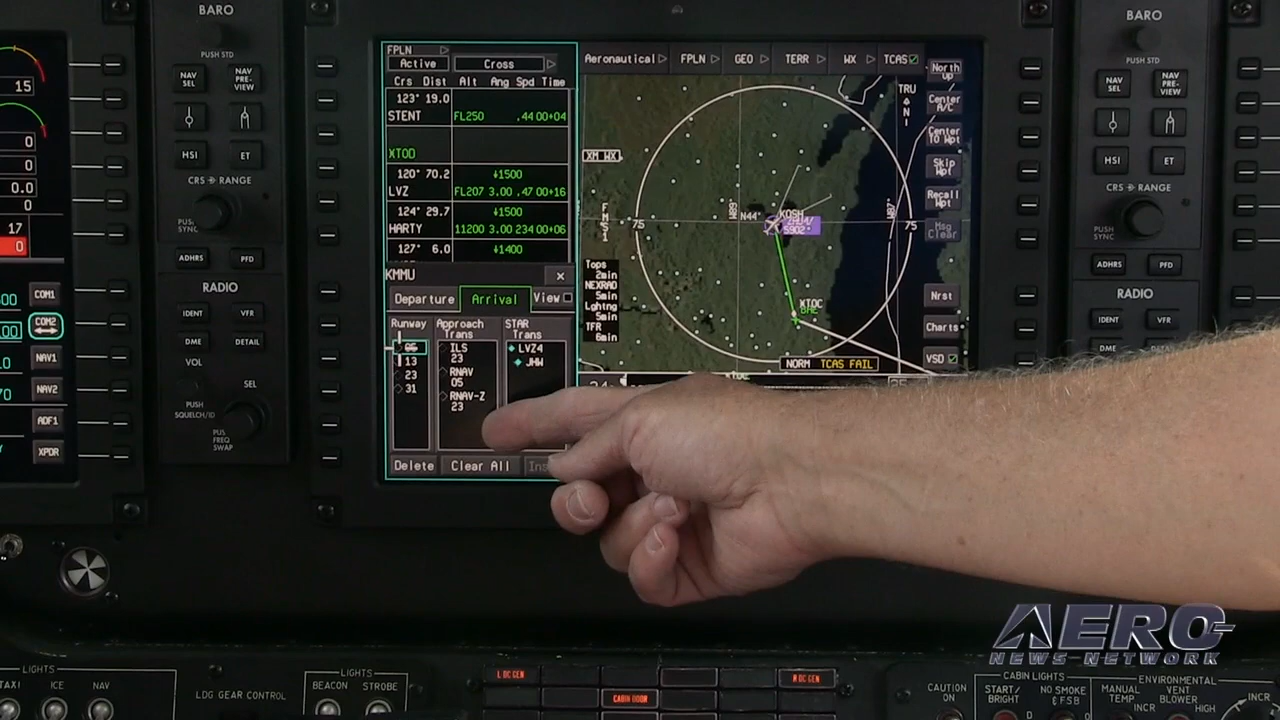 BARO
PUSH STD
NAV SEL
NAV PRE-VIEW
HSI
ET
CRS ➔ RANGE
PUSH: SYNC
ADHRS
PFD
RADIO
IDENT
VFR
DME
DETAIL
VOL
SEL
PUSH SQUELCH/ID
PUSH FREQ SWAP
15
0
0
0.0
0
17
0
COM1
COM2
NAV1
NAV2
ADF1
XPDR
FPLN
Active
Cross
Crs Dist Alt Ang Spd Time
123° 19.0
STENT FL250 .44 00+04
XTOD
120° 70.2 ↓1500
LVZ FL207 3.00 .47 00+16
124° 29.7 ↓1500
HARTY 11200 3.00 234 00+06
127° 6.0 ↓1400
KMMU
Departure Arrival View
Runway Approach Trans STAR Trans
05
13
23
31
ILS 23
RNAV 05
RNAV-Z 23
LVZ4
JHW
Delete Clear All Ins
Aeronautical FPLN GEO TERR WX TCAS
North Up
Center A/C
Center To Wpt
Skip Wpt
Recall Wpt
Msg Clear
Nrst
Charts
VSD
TRU
N
XM WX
75
75
N44°
W89°
W87°
KOSH
5902
XTOC
Tops
2min
NEXRAD
5min
Lghtng
5min
TFR
6min
NORM TCAS FAIL
BARO
PUSH STD
NAV SEL
NAV PRE-VIEW
HSI
ET
CRS ➔ RANGE
PUSH SYNC
ADHRS
PFD
RADIO
IDENT
VFR
DME
AERO
NEWS-NETWORK
LIGHTS
TAXI ICE NAV
LDG GEAR CONTROL
LIGHTS
BEACON STROBE
L DC GEN
CABIN DOOR
R DC GEN
CAUTION ON
CABIN LIGHTS
START/ BRIGHT
NO SMOKE & FSB
ENVIRONMENTAL
MANUAL TEMP
INCR
VENT BLOWER
HIGH
INCR